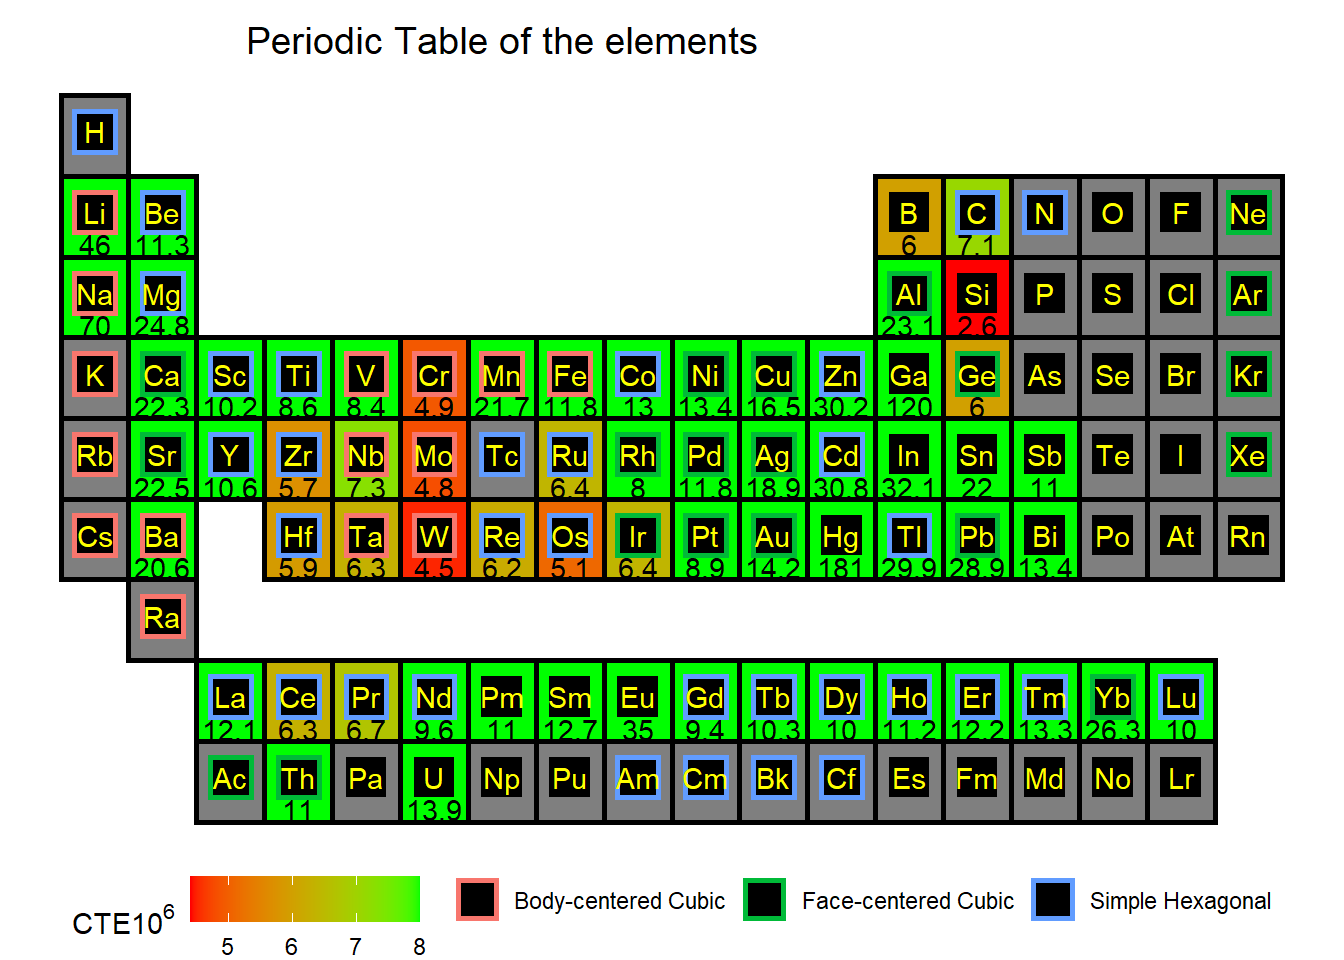 Periodic Table of the elements
H
Li Be B C N O F Ne
46 11.3 6 7.1
Na Mg Al Si P S Cl Ar
70 24.8 23.1 2.6
K Ca Sc Ti V Cr Mn Fe Co Ni Cu Zn Ga Ge As Se Br Kr
22.3 10.2 8.6 8.4 4.9 21.7 11.8 13 13.4 16.5 30.2 120 6
Rb Sr Y Zr Nb Mo Tc Ru Rh Pd Ag Cd In Sn Sb Te I Xe
22.5 10.6 5.7 7.3 4.8 6.4 8 11.8 18.9 30.8 32.1 22 11
Cs Ba Hf Ta W Re Os Ir Pt Au Hg Tl Pb Bi Po At Rn
20.6 5.9 6.3 4.5 6.2 5.1 6.4 8.9 14.2 181 29.9 28.9 13.4
Ra
La Ce Pr Nd Pm Sm Eu Gd Tb Dy Ho Er Tm Yb Lu
12.1 6.3 6.7 9.6 11 12.7 35 9.4 10.3 10 11.2 12.2 13.3 26.3 10
Ac Th Pa U Np Pu Am Cm Bk Cf Es Fm Md No Lr
11 13.9
CTE10⁶ Body-centered Cubic Face-centered Cubic Simple Hexagonal
5 6 7 8